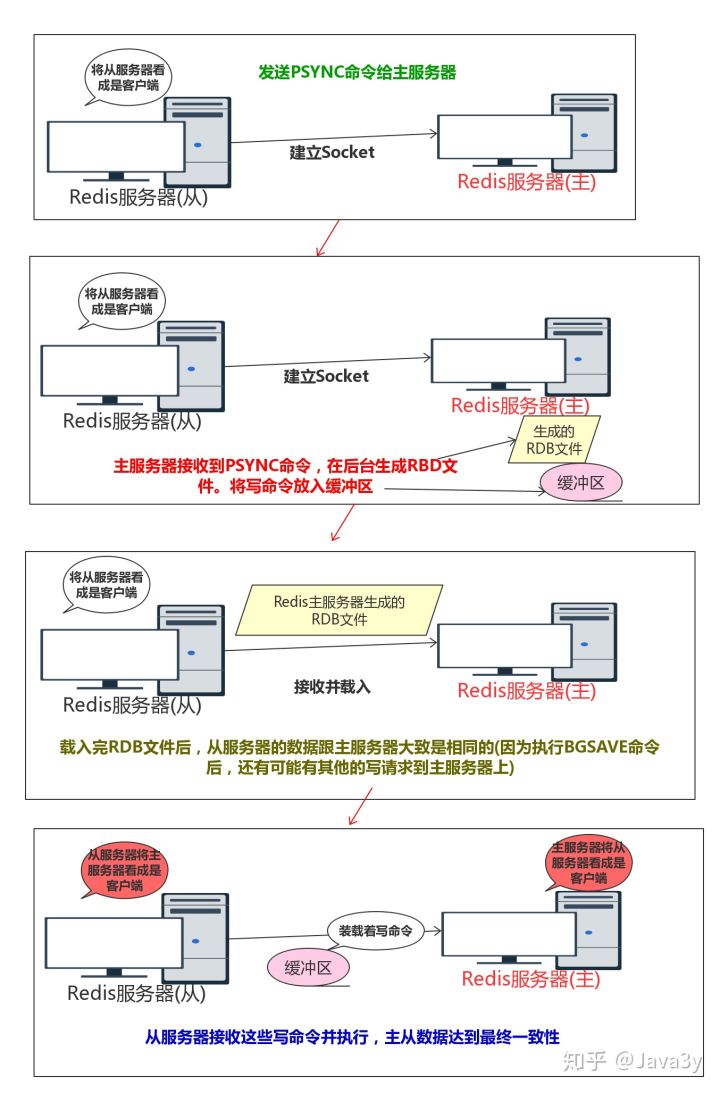 将从服务器看
成是客户端
发送PSYNC命令给主服务器
建立Socket
Redis服务器(从)
Redis服务器(主)
将从服务器看
成是客户端
建立Socket
Redis服务器(从)
Redis服务器(主)
生成的
RDB文件
主服务器接收到PSYNC命令，在后台生成RBD文
件。将写命令放入缓冲区
缓冲区
将从服务器看
成是客户端
Redis主服务器生成的
RDB文件
接收并载入
Redis服务器(从)
Redis服务器(主)
载入完RDB文件后，从服务器的数据跟主服务器大致是相同的(因为执行BGSAVE命令
后，还有可能有其他的写请求到主服务器上)
从服务器将主
服务器看成是
客户端
主服务器将从
服务器看成是
客户端
装载着写命令
缓冲区
Redis服务器(从)
Redis服务器(主)
从服务器接收这些写命令并执行，主从数据达到最终一致性
知乎 @Java3y